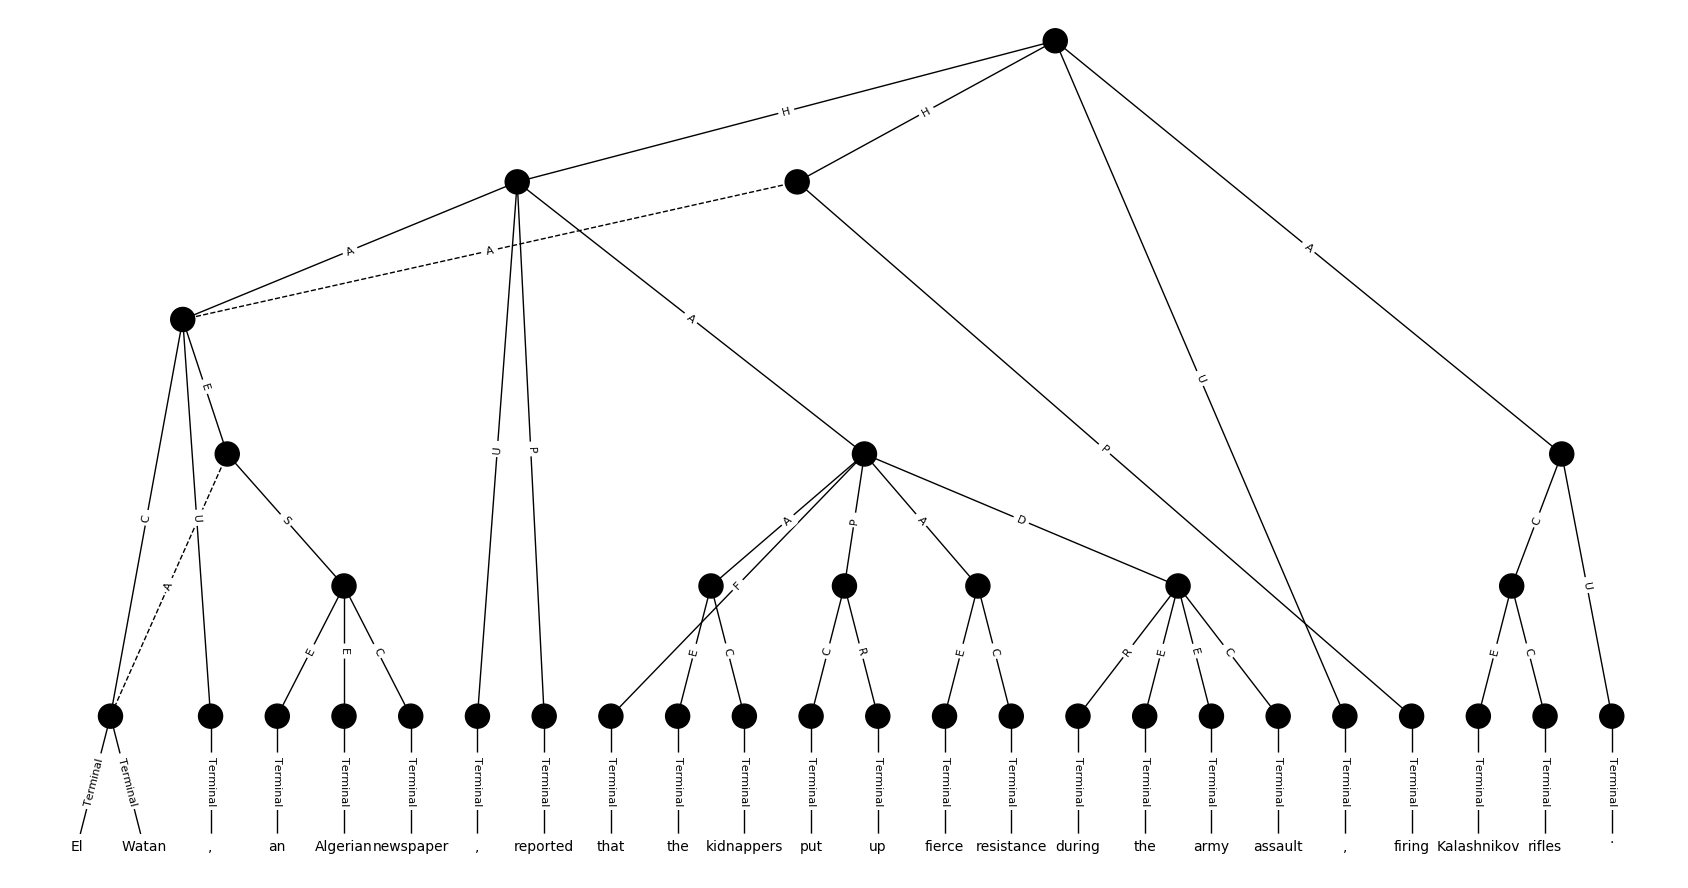 H H
A A
A
A
E
U P
P
U
C U
S
A
A
F
P
A
D
C
U
E E C
E C
C R
E C
R E E C
E C
Terminal Terminal Terminal Terminal Terminal Terminal Terminal Terminal Terminal Terminal Terminal Terminal Terminal Terminal Terminal Terminal Terminal Terminal Terminal Terminal Terminal Terminal Terminal Terminal
El Watan , an Algerian newspaper , reported that the kidnappers put up fierce resistance during the army assault , firing Kalashnikov rifles .